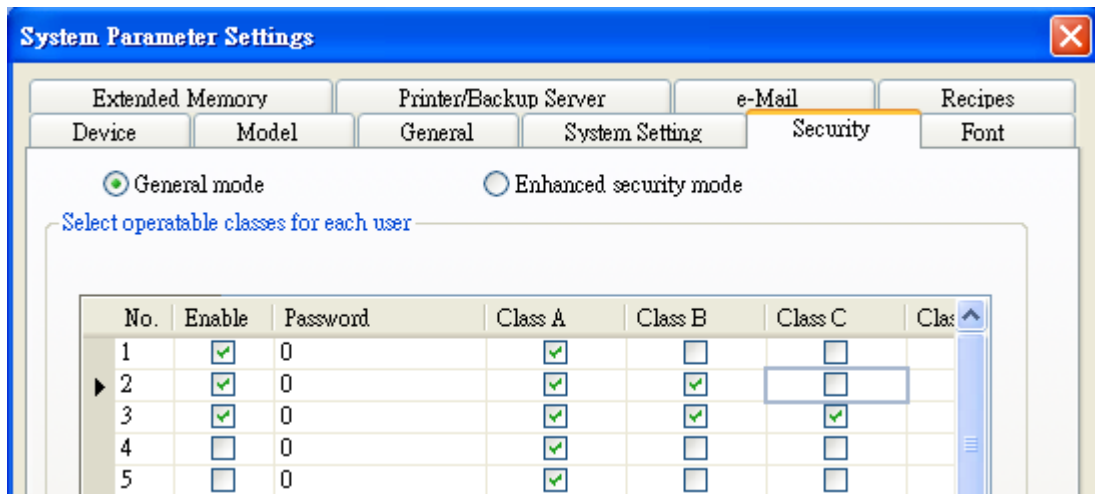 System Parameter Settings
Extended Memory Printer/Backup Server e-Mail Recipes
Device Model General System Setting Security Font
General mode Enhanced security mode
Select operatable classes for each user
No. Enable Password Class A Class B Class C Clas
1 0
2 0
3 0
4 0
5 0